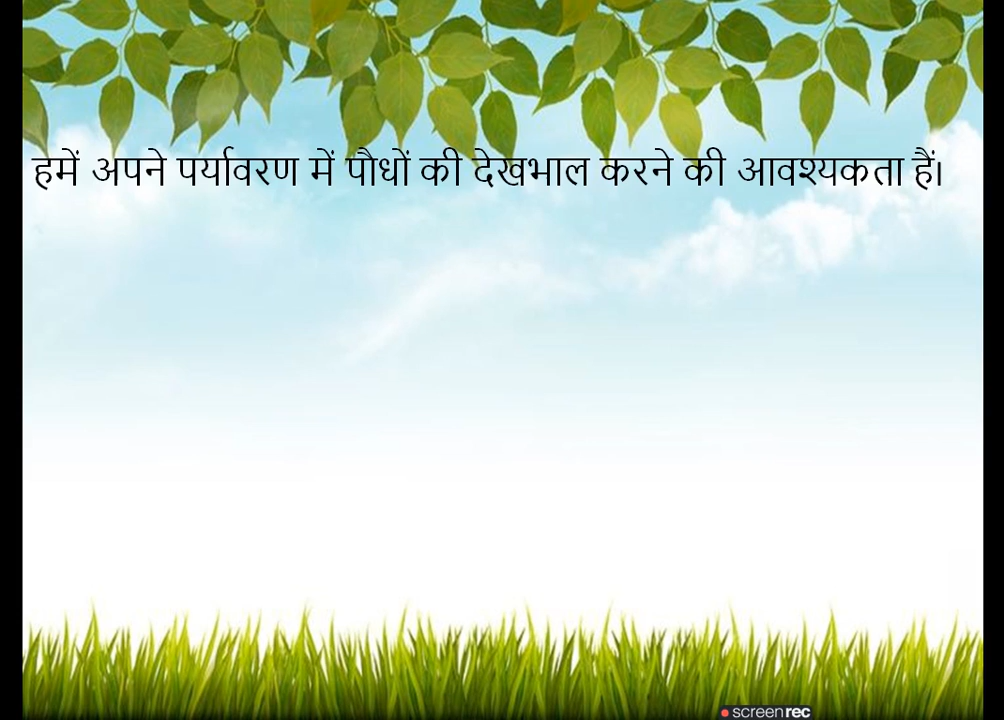 हमें अपने पर्यावरण में पौधों की देखभाल करने की आवश्यकता हैं।
screenrec